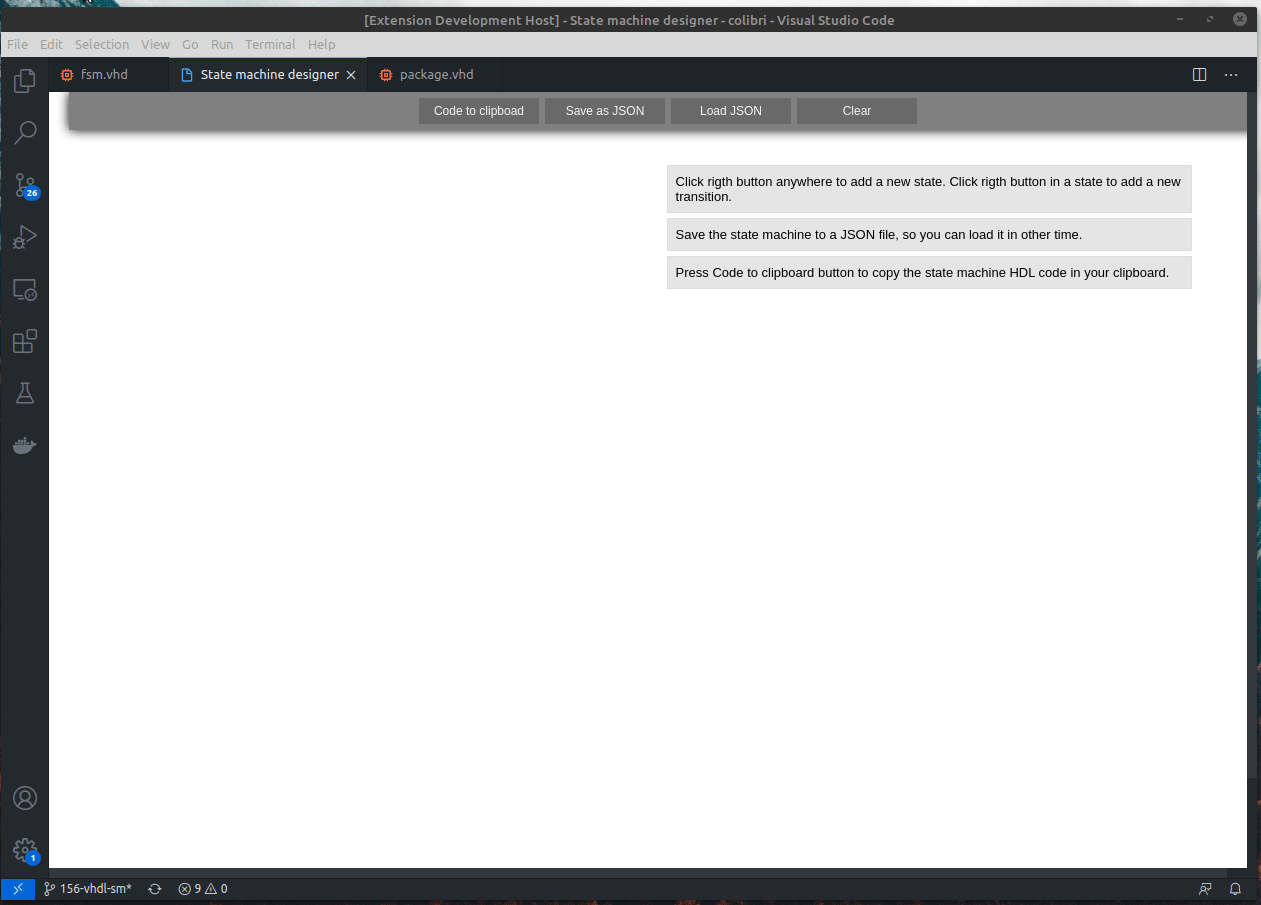 [Extension Development Host] - State machine designer - colibri - Visual Studio Code
File Edit Selection View Go Run Terminal Help
fsm.vhd State machine designer package.vhd
Code to clipboad Save as JSON Load JSON Clear
Click rigth button anywhere to add a new state. Click rigth button in a state to add a new
transition.
Save the state machine to a JSON file, so you can load it in other time.
Press Code to clipboard button to copy the state machine HDL code in your clipboard.
26
1
156-vhdl-sm* 9 0